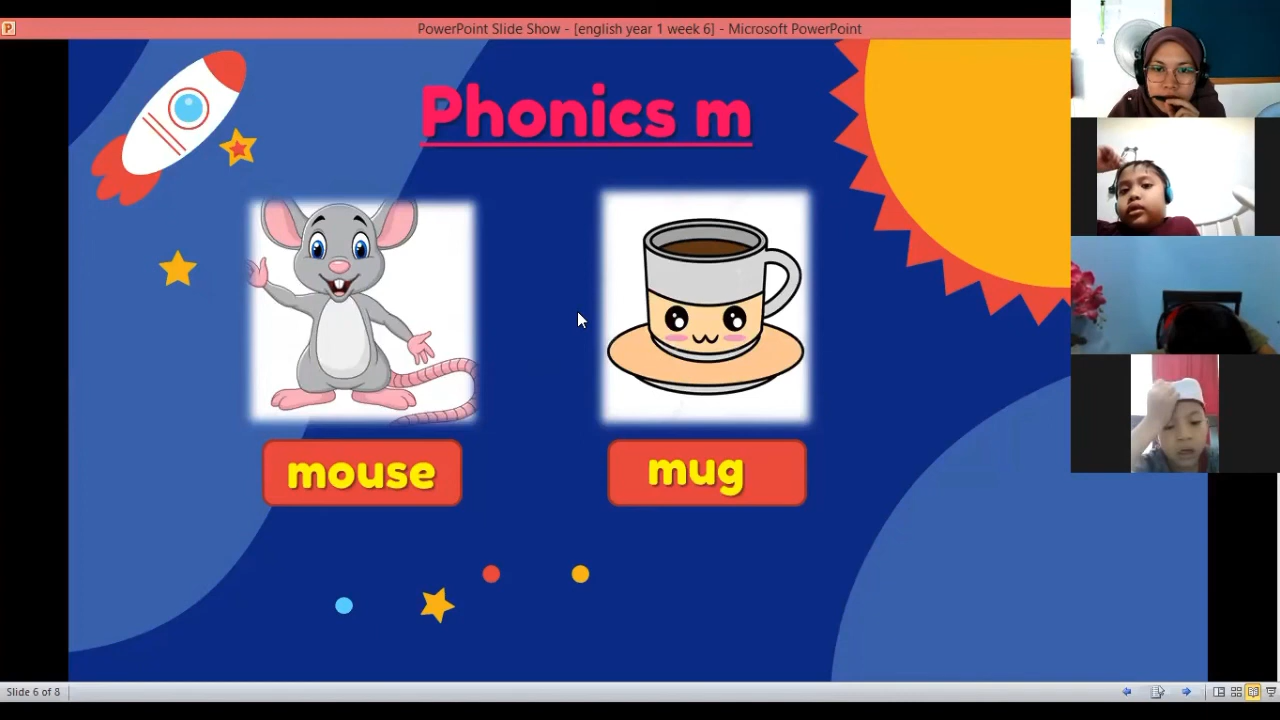 PowerPoint Slide Show - [english year 1 week 6] - Microsoft PowerPoint
Phonics m
mouse
mug
Slide 6 of 8